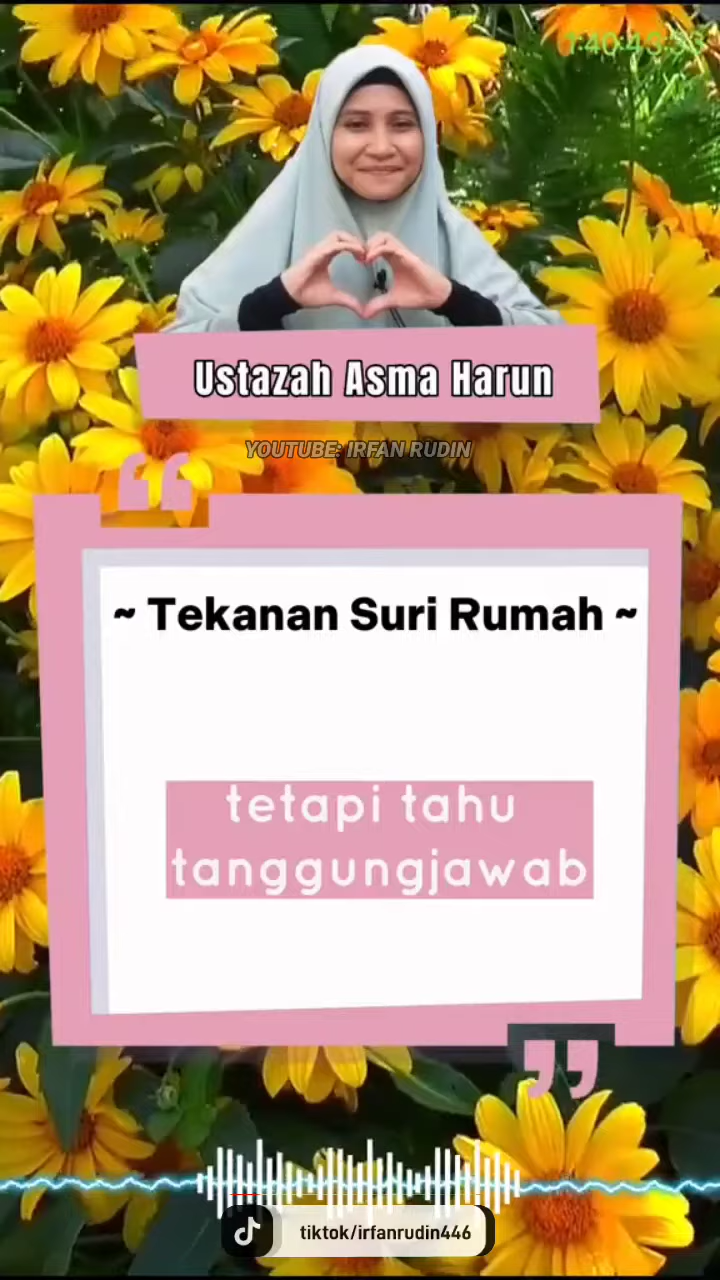 Ustazah Asma Harun
YOUTUBE: IRFAN RUDIN
~ Tekanan Suri Rumah ~
tetapi tahu
tanggungjawab
tiktok/irfanrudin446